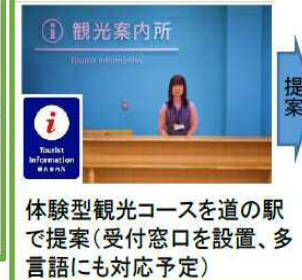 観光案内所
Tourist Information
提案
i
Tourist
Information
観光案内所
体験型観光コースを道の駅
で提案(受付窓口を設置、多
言語にも対応予定)